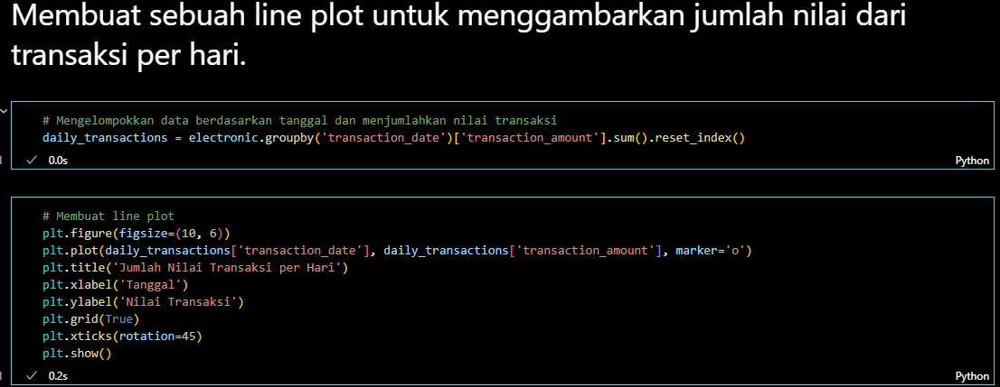 Membuat sebuah line plot untuk menggambarkan jumlah nilai dari
transaksi per hari.
# Mengelompokkan data berdasarkan tanggal dan menjumlahkan nilai transaksi
daily_transactions = electronic.groupby('transaction_date')['transaction_amount'].sum().reset_index()
0.0s
Python
# Membuat line plot
plt.figure(figsize=(10, 6))
plt.plot(daily_transactions['transaction_date'], daily_transactions['transaction_amount'], marker='o')
plt.title('Jumlah Nilai Transaksi per Hari')
plt.xlabel('Tanggal')
plt.ylabel('Nilai Transaksi')
plt.grid(True)
plt.xticks(rotation=45)
plt.show()
0.2s
Python